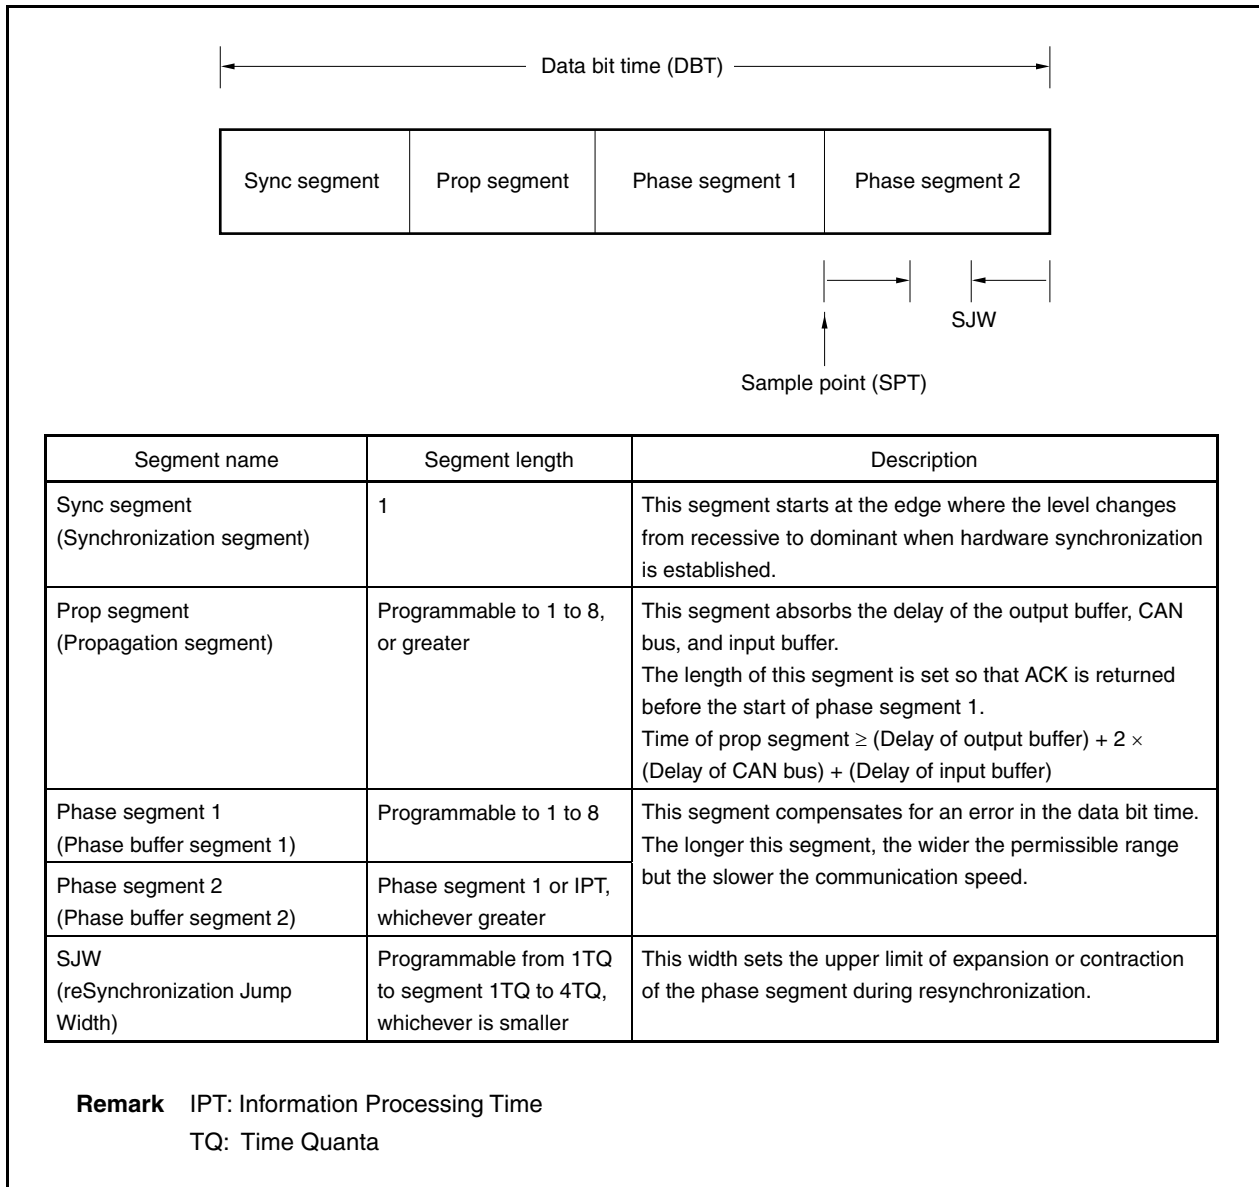 Data bit time (DBT)
Sync segment
Prop segment
Phase segment 1
Phase segment 2
SJW
Sample point (SPT)
Segment name
Segment length
Description
Sync segment
(Synchronization segment)
1
This segment starts at the edge where the level changes
from recessive to dominant when hardware synchronization
is established.
Prop segment
(Propagation segment)
Programmable to 1 to 8,
or greater
This segment absorbs the delay of the output buffer, CAN
bus, and input buffer.
The length of this segment is set so that ACK is returned
before the start of phase segment 1.
Time of prop segment ≥ (Delay of output buffer) + 2 ×
(Delay of CAN bus) + (Delay of input buffer)
Phase segment 1
(Phase buffer segment 1)
Programmable to 1 to 8
This segment compensates for an error in the data bit time.
The longer this segment, the wider the permissible range
but the slower the communication speed.
Phase segment 2
(Phase buffer segment 2)
Phase segment 1 or IPT,
whichever greater
SJW
(reSynchronization Jump
Width)
Programmable from 1TQ
to segment 1TQ to 4TQ,
whichever is smaller
This width sets the upper limit of expansion or contraction
of the phase segment during resynchronization.
Remark IPT: Information Processing Time
TQ: Time Quanta